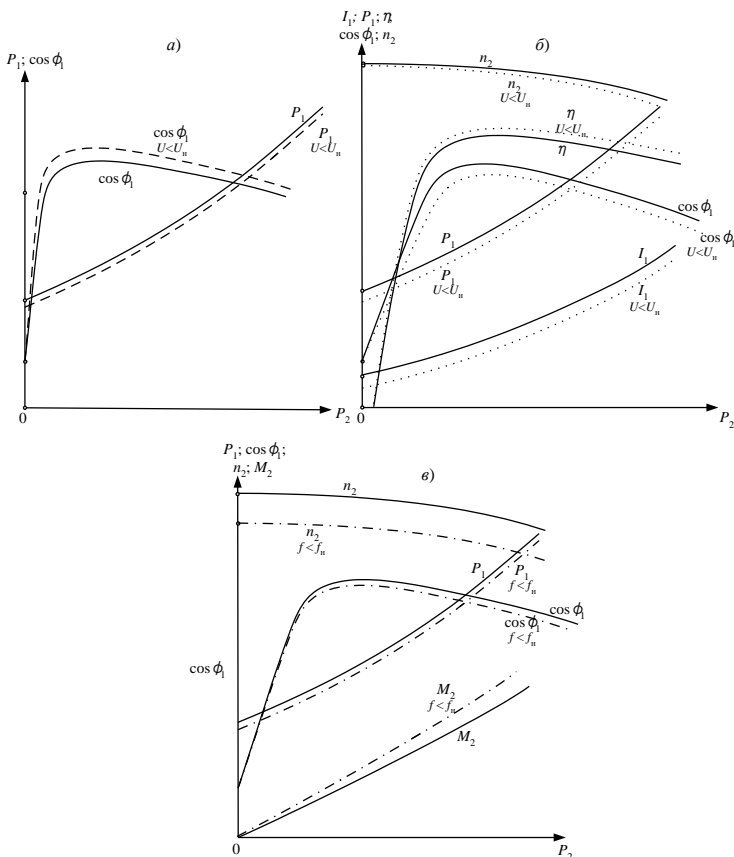 а)
P₁; cos ϕ₁
cos ϕ₁
U<Uн
cos ϕ₁
P₁
P₁
U<Uн
0
P₂
I₁; P₁; η,
cos ϕ₁; n₂
б)
n₂
n₂
U<Uн
η
U<Uн.
η
cos ϕ₁
cos ϕ₁
U<Uн
P₁
P₁
U<Uн
I₁
I₁
U<Uн
0
P₂
P₁; cos ϕ₁;
n₂; M₂
в)
n₂
n₂
f<fн
P₁
P₁
f<fн
cos ϕ₁
cos ϕ₁
f<fн
cos ϕ₁
M₂
f<fн
M₂
0
P₂